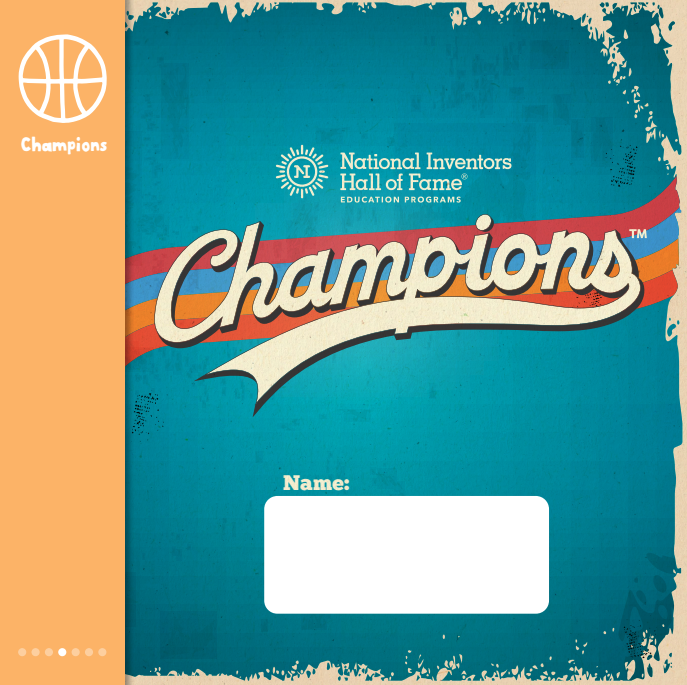 Champions
N
National Inventors
Hall of Fame®
EDUCATION PROGRAMS
Champions™
Name: